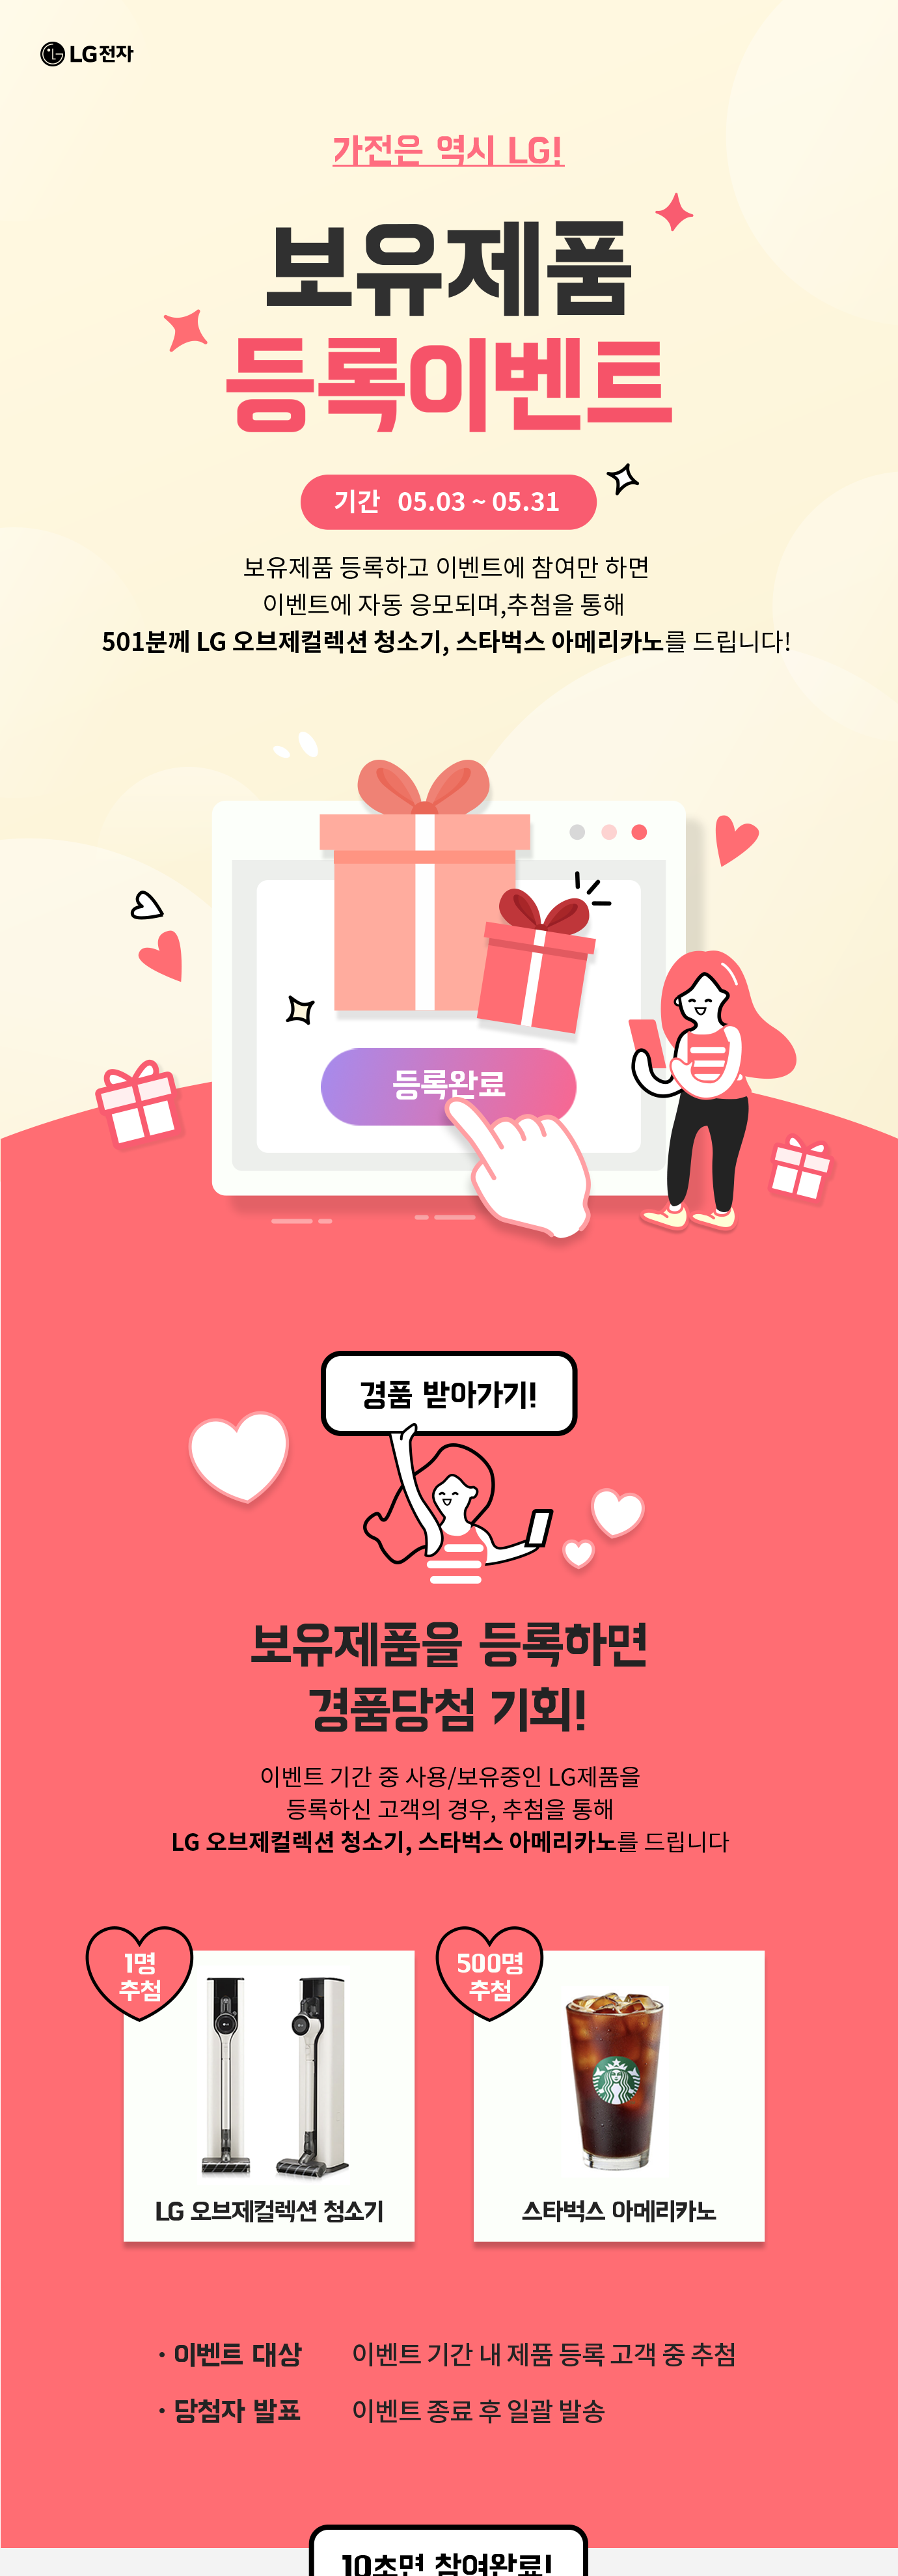 LG전자
가전은 역시 LG!
보유제품
등록이벤트
기간 05.03 ~ 05.31
보유제품 등록하고 이벤트에 참여만 하면
이벤트에 자동 응모되며,추첨을 통해
501분께 LG 오브제컬렉션 청소기, 스타벅스 아메리카노를 드립니다!
등록완료
경품 받아가기!
보유제품을 등록하면
경품당첨 기회!
이벤트 기간 중 사용/보유중인 LG제품을
등록하신 고객의 경우, 추첨을 통해
LG 오브제컬렉션 청소기, 스타벅스 아메리카노를 드립니다
1명
추첨
500명
추첨
LG 오브제컬렉션 청소기
스타벅스 아메리카노
· 이벤트 대상 이벤트 기간 내 제품 등록 고객 중 추첨
· 당첨자 발표 이벤트 종료 후 일괄 발송
10초면 참여완료!